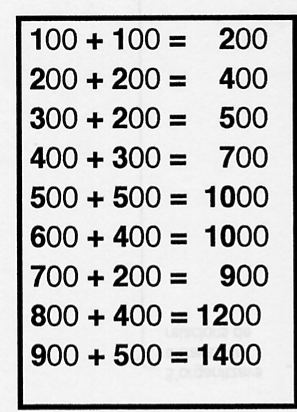 100 + 100 = 200
200 + 200 = 400
300 + 200 = 500
400 + 300 = 700
500 + 500 = 1000
600 + 400 = 1000
700 + 200 = 900
800 + 400 = 1200
900 + 500 = 1400